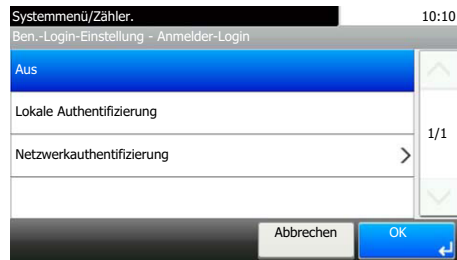 Systemmenü/Zähler.
10:10
Ben.-Login-Einstellung - Anmelder-Login
Aus
Lokale Authentifizierung
1/1
Netzwerkauthentifizierung
Abbrechen
OK